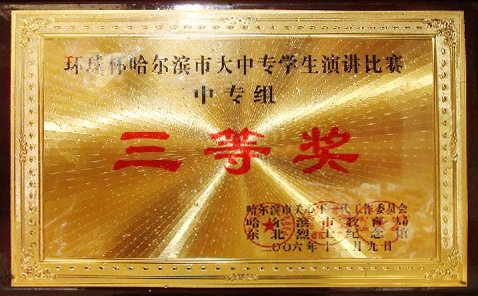 环球杯哈尔滨市大中专学生演讲比赛
中专组
三等奖
哈尔滨市关心下一代工作委员会
哈尔滨市教育局
东北烈士纪念馆
〇〇六年十 月九日